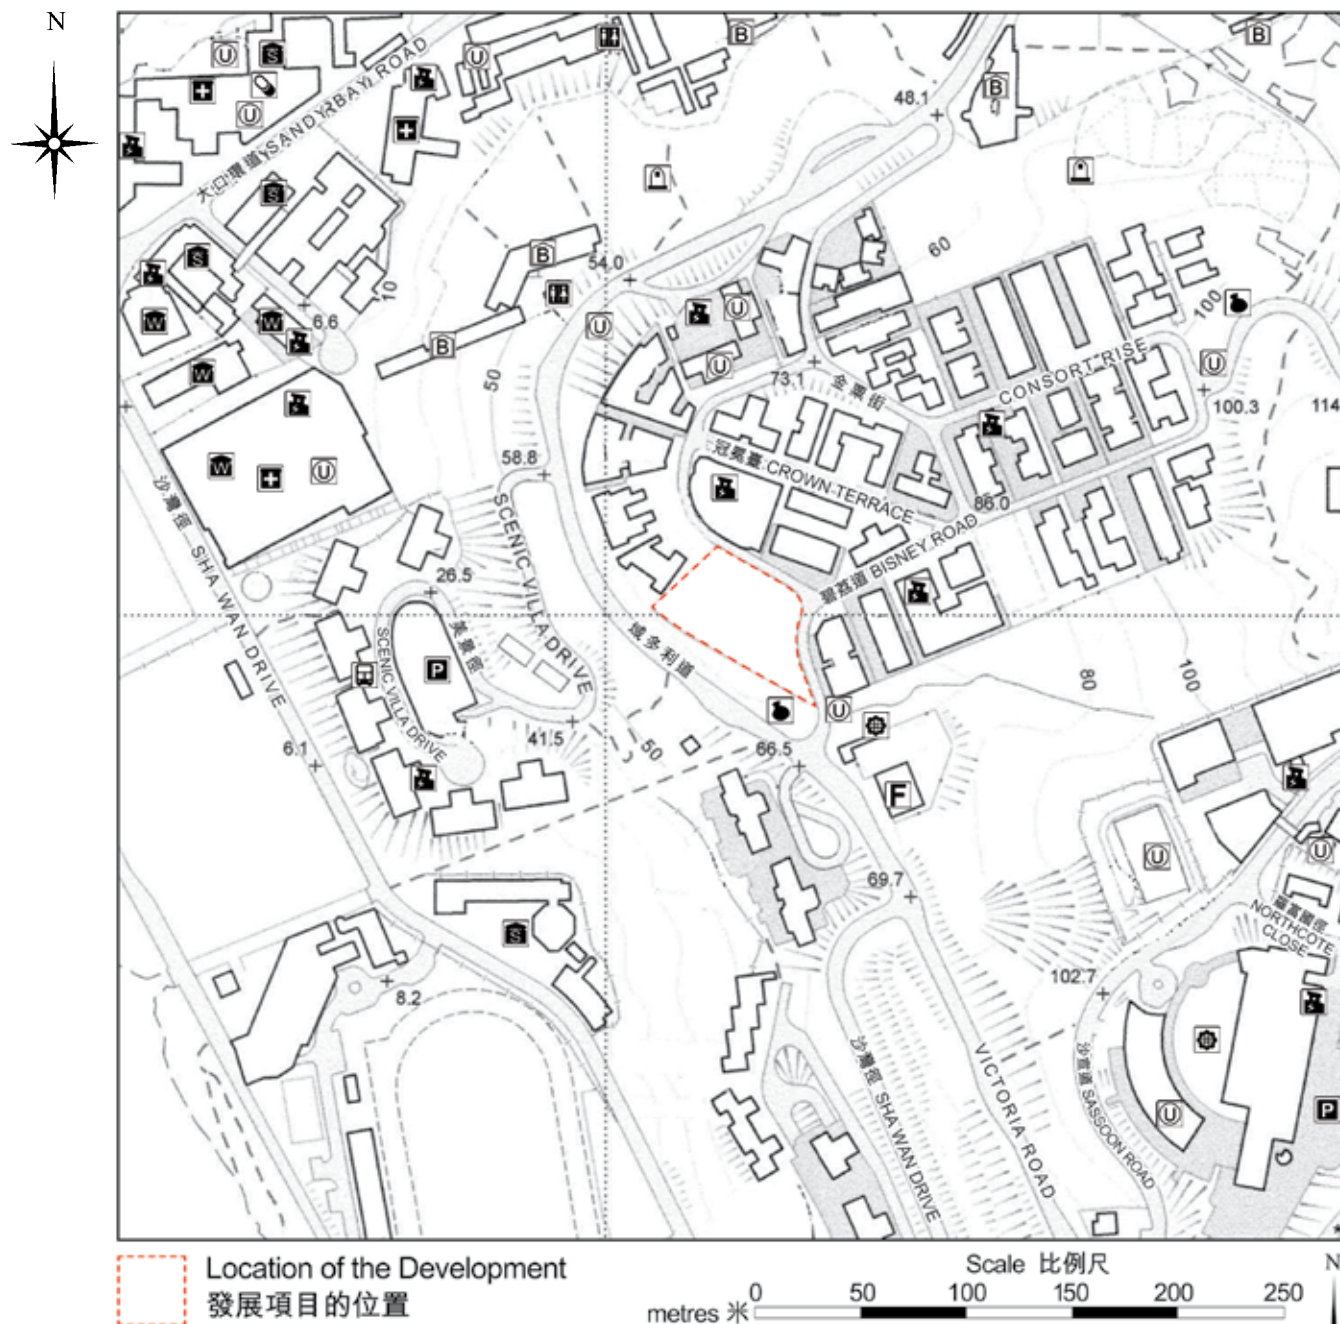 N
大口環道 SANDY BAY ROAD
48.1
54.0
60
10
6.6
50
73.1
金粟街
CONSORT RISE
100
100.3
114
58.8
冠冕臺 CROWN TERRACE
86.0
碧荔道 BISNEY ROAD
沙灣徑 SHA WAN DRIVE
SCENIC VILLA DRIVE
26.5
美景徑
SCENIC VILLA DRIVE
域多利道
P
80
100
41.5
50
6.1
66.5
F
69.7
NORTHCOTE
CLOSE
102.7
8.2
沙灣徑 SHA WAN DRIVE
VICTORIA ROAD
沙宣道 SASSOON ROAD
P
Location of the Development
發展項目的位置
Scale 比例尺
metres 米 0 50 100 150 200 250
N